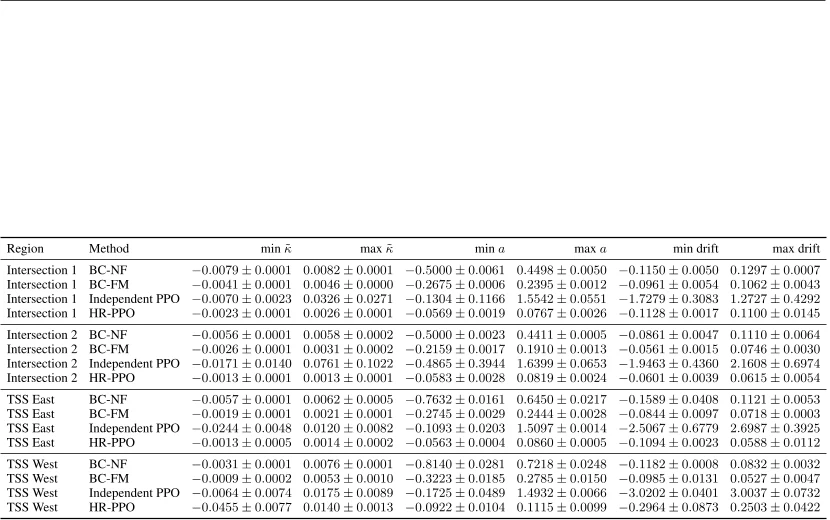 Region Method min κ̄ max κ̄ min a max a min drift max drift
Intersection 1 BC-NF −0.0079 ± 0.0001 0.0082 ± 0.0001 −0.5000 ± 0.0061 0.4498 ± 0.0050 −0.1150 ± 0.0050 0.1297 ± 0.0007
Intersection 1 BC-FM −0.0041 ± 0.0001 0.0046 ± 0.0000 −0.2675 ± 0.0006 0.2395 ± 0.0012 −0.0961 ± 0.0054 0.1062 ± 0.0043
Intersection 1 Independent PPO −0.0070 ± 0.0023 0.0326 ± 0.0271 −0.1304 ± 0.1166 1.5542 ± 0.0551 −1.7279 ± 0.3083 1.2727 ± 0.4292
Intersection 1 HR-PPO −0.0023 ± 0.0001 0.0026 ± 0.0001 −0.0569 ± 0.0019 0.0767 ± 0.0026 −0.1128 ± 0.0017 0.1100 ± 0.0145
Intersection 2 BC-NF −0.0056 ± 0.0001 0.0058 ± 0.0002 −0.5000 ± 0.0023 0.4411 ± 0.0005 −0.0861 ± 0.0047 0.1110 ± 0.0064
Intersection 2 BC-FM −0.0026 ± 0.0001 0.0031 ± 0.0002 −0.2159 ± 0.0017 0.1910 ± 0.0013 −0.0561 ± 0.0015 0.0746 ± 0.0030
Intersection 2 Independent PPO −0.0171 ± 0.0140 0.0761 ± 0.1022 −0.4865 ± 0.3944 1.6399 ± 0.0653 −1.9463 ± 0.4360 2.1608 ± 0.6974
Intersection 2 HR-PPO −0.0013 ± 0.0001 0.0013 ± 0.0001 −0.0583 ± 0.0028 0.0819 ± 0.0024 −0.0601 ± 0.0039 0.0615 ± 0.0054
TSS East BC-NF −0.0057 ± 0.0001 0.0062 ± 0.0005 −0.7632 ± 0.0161 0.6450 ± 0.0217 −0.1589 ± 0.0408 0.1121 ± 0.0053
TSS East BC-FM −0.0019 ± 0.0001 0.0021 ± 0.0001 −0.2745 ± 0.0029 0.2444 ± 0.0028 −0.0844 ± 0.0097 0.0718 ± 0.0003
TSS East Independent PPO −0.0244 ± 0.0048 0.0120 ± 0.0082 −0.1093 ± 0.0203 1.5097 ± 0.0014 −2.5067 ± 0.6779 2.6987 ± 0.3925
TSS East HR-PPO −0.0013 ± 0.0005 0.0014 ± 0.0002 −0.0563 ± 0.0004 0.0860 ± 0.0005 −0.1094 ± 0.0023 0.0588 ± 0.0112
TSS West BC-NF −0.0031 ± 0.0001 0.0076 ± 0.0001 −0.8140 ± 0.0281 0.7218 ± 0.0248 −0.1182 ± 0.0008 0.0832 ± 0.0032
TSS West BC-FM −0.0009 ± 0.0002 0.0053 ± 0.0010 −0.3223 ± 0.0185 0.2785 ± 0.0150 −0.0985 ± 0.0131 0.0527 ± 0.0047
TSS West Independent PPO −0.0064 ± 0.0074 0.0175 ± 0.0089 −0.1725 ± 0.0489 1.4932 ± 0.0066 −3.0202 ± 0.0401 3.0037 ± 0.0732
TSS West HR-PPO −0.0455 ± 0.0077 0.0140 ± 0.0013 −0.0922 ± 0.0104 0.1115 ± 0.0099 −0.2964 ± 0.0873 0.2503 ± 0.0422